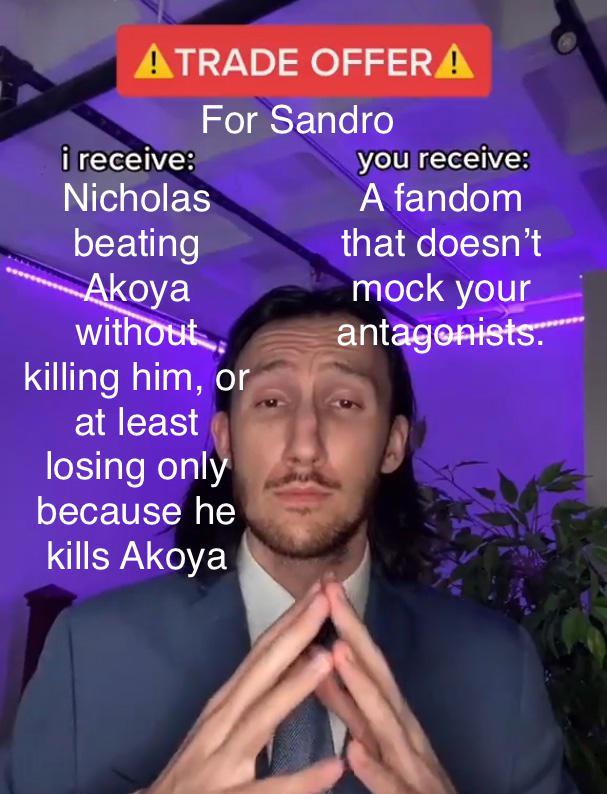 ⚠️TRADE OFFER⚠️
For Sandro
i receive:
Nicholas
beating
Akoya
without
killing him, or
at least
losing only
because he
kills Akoya
you receive:
A fandom
that doesn't
mock your
antagonists.